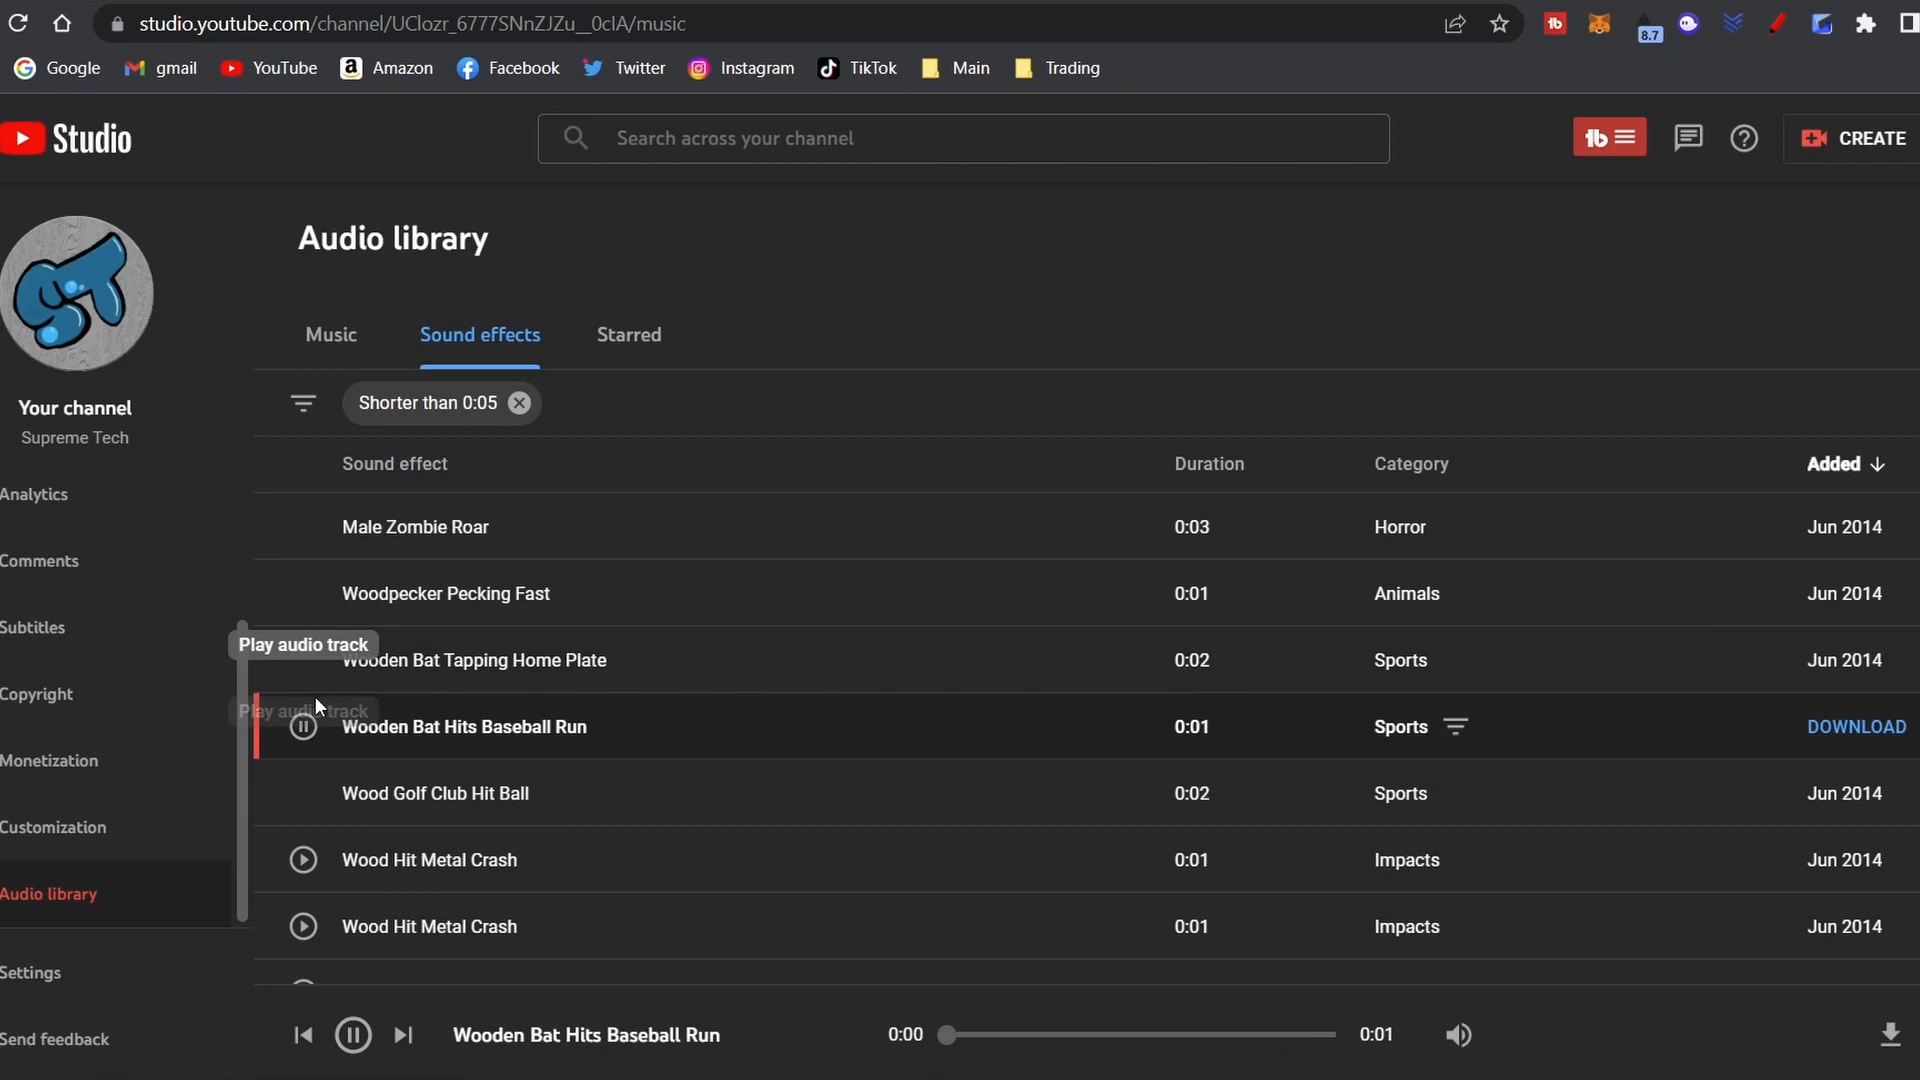 studio.youtube.com/channel/UClozr_6777SNnZJZu__0cIA/music
8.7
Google gmail YouTube Amazon Facebook Twitter Instagram TikTok Main Trading
Studio
Search across your channel
CREATE
Audio library
Music Sound effects Starred
Your channel
Supreme Tech
Shorter than 0:05
Analytics
Comments
Subtitles
Copyright
Monetization
Customization
Audio library
Settings
Send feedback
Sound effect Duration Category Added
Male Zombie Roar 0:03 Horror Jun 2014
Woodpecker Pecking Fast 0:01 Animals Jun 2014
Play audio track
Wooden Bat Tapping Home Plate 0:02 Sports Jun 2014
Play audio track
Wooden Bat Hits Baseball Run 0:01 Sports DOWNLOAD
Wood Golf Club Hit Ball 0:02 Sports Jun 2014
Wood Hit Metal Crash 0:01 Impacts Jun 2014
Wood Hit Metal Crash 0:01 Impacts Jun 2014
Wooden Bat Hits Baseball Run 0:00 0:01